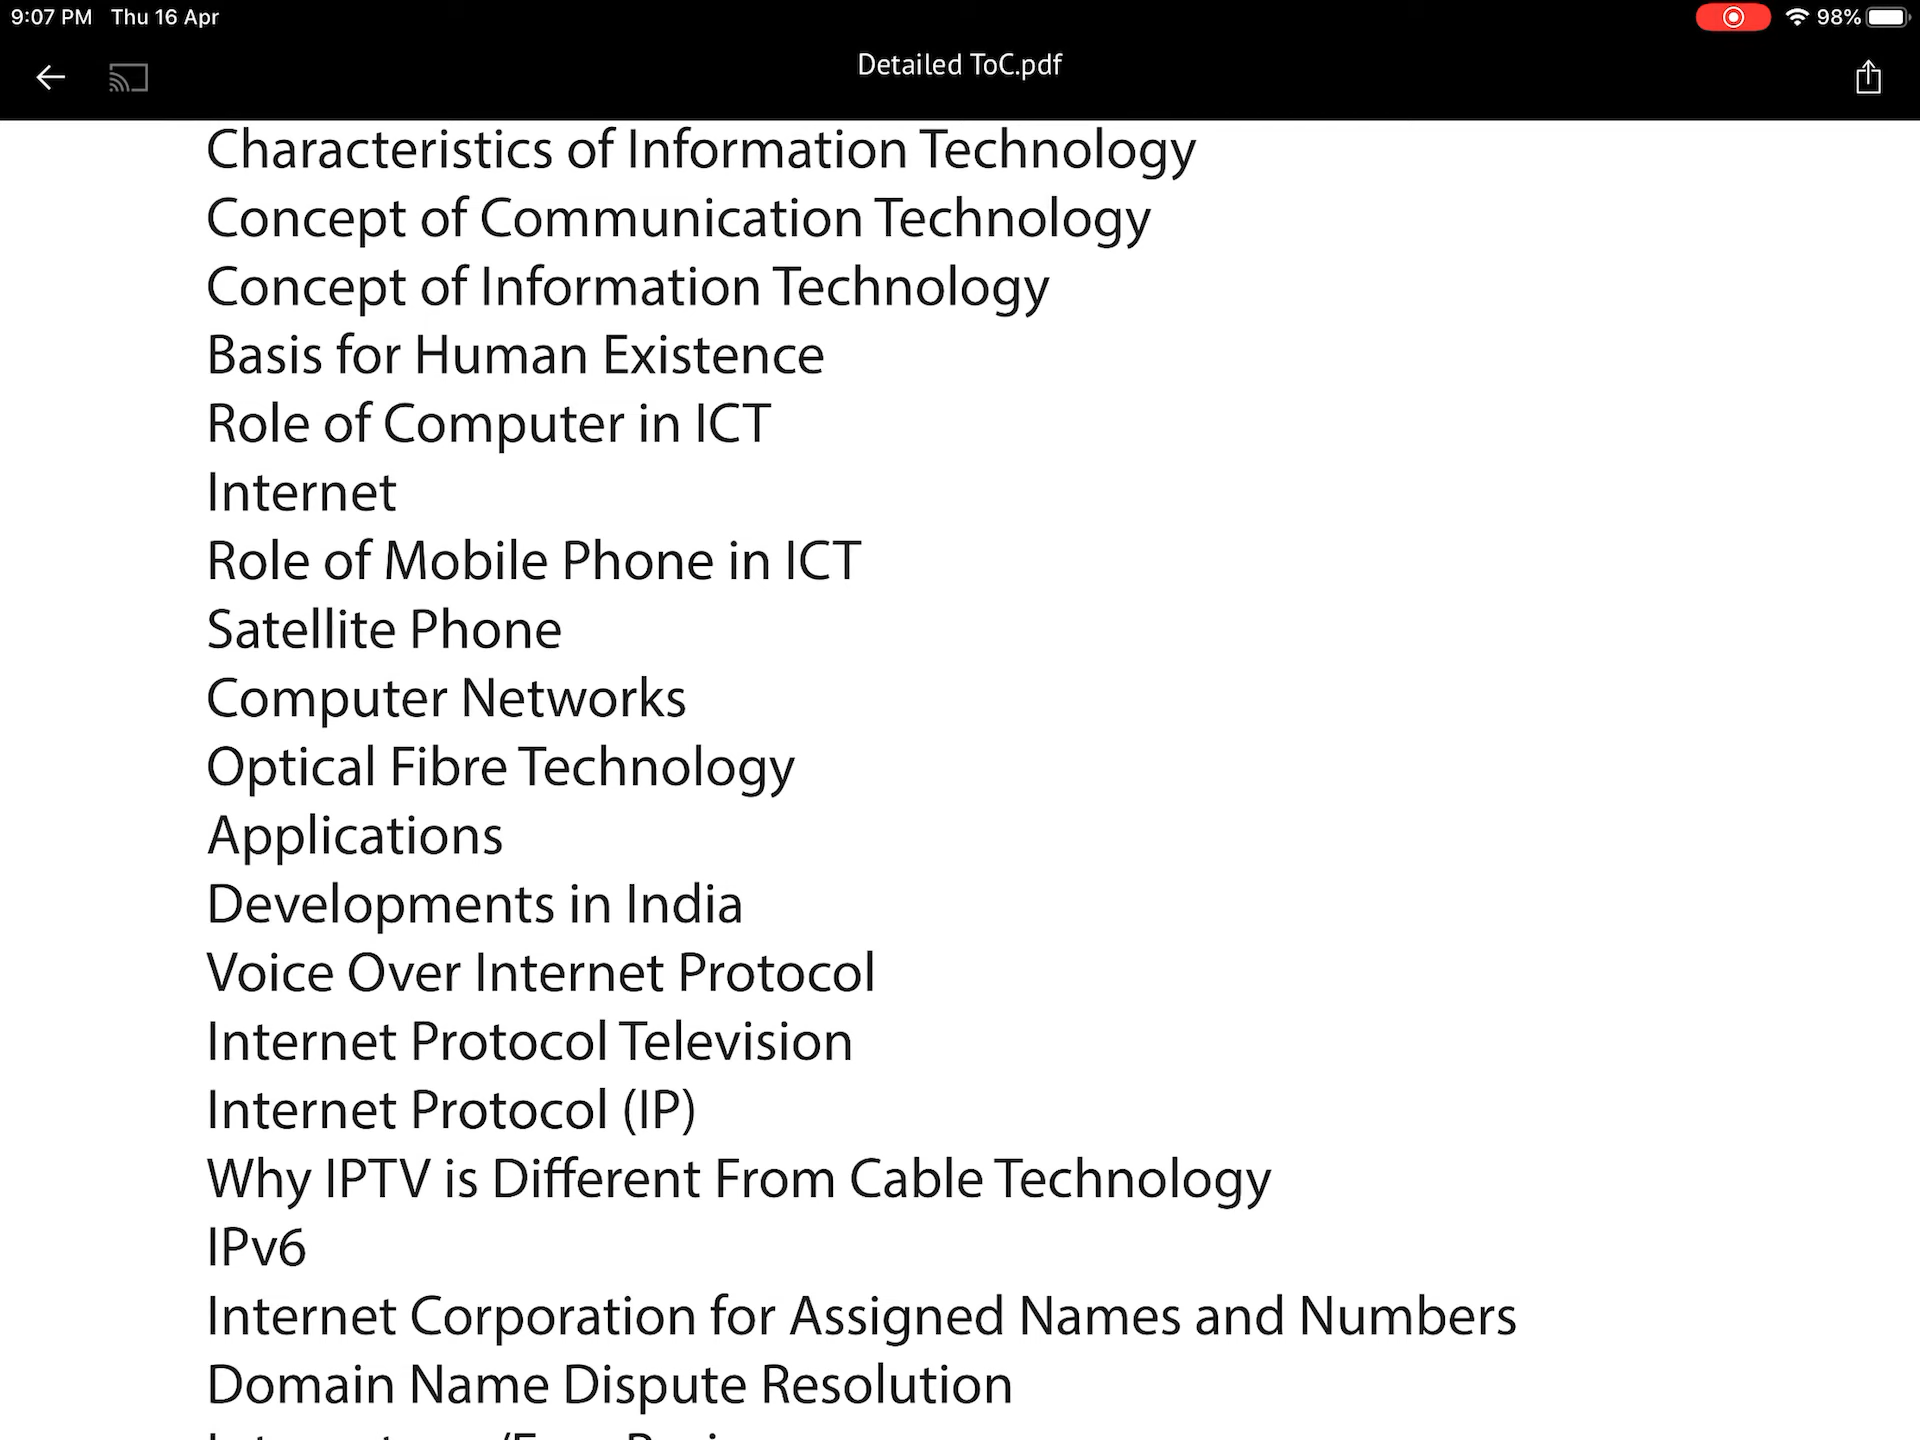 9:07 PM Thu 16 Apr 98%
Detailed ToC.pdf
Characteristics of Information Technology
Concept of Communication Technology
Concept of Information Technology
Basis for Human Existence
Role of Computer in ICT
Internet
Role of Mobile Phone in ICT
Satellite Phone
Computer Networks
Optical Fibre Technology
Applications
Developments in India
Voice Over Internet Protocol
Internet Protocol Television
Internet Protocol (IP)
Why IPTV is Different From Cable Technology
IPv6
Internet Corporation for Assigned Names and Numbers
Domain Name Dispute Resolution